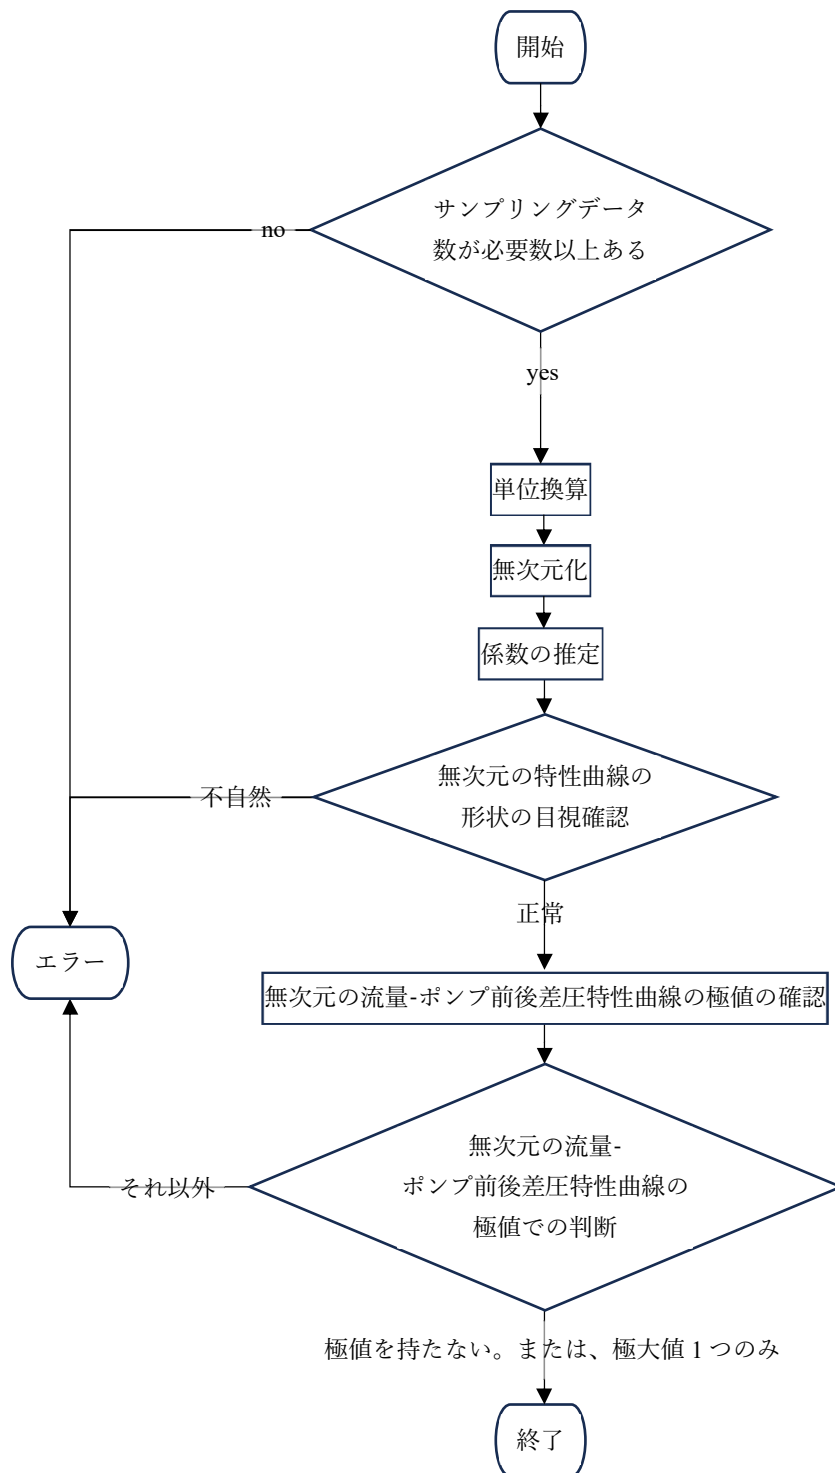 開始
サンプリングデータ
数が必要数以上ある
no
yes
単位換算
無次元化
係数の推定
無次元の特性曲線の
形状の目視確認
不自然
正常
エラー
無次元の流量-ポンプ前後差圧特性曲線の極値の確認
無次元の流量-
ポンプ前後差圧特性曲線の
極値での判断
それ以外
極値を持たない。または、極大値 1 つのみ
終了